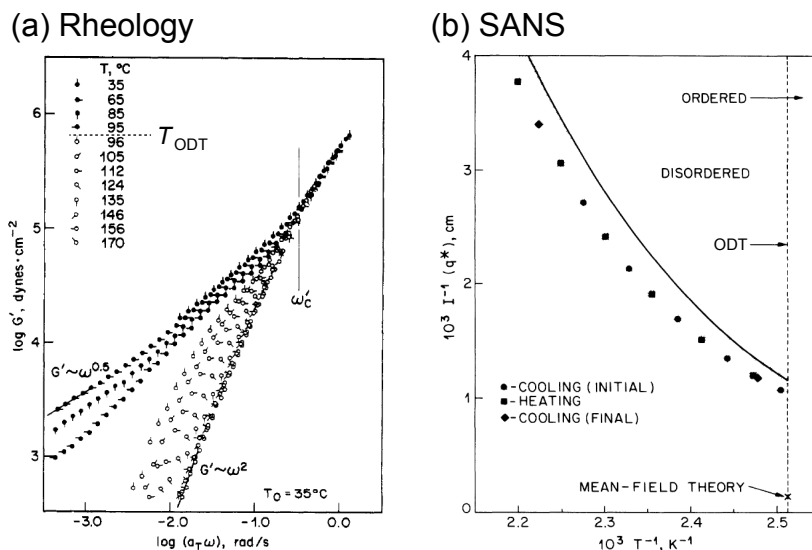 (a) Rheology
(b) SANS
T, °C
35
65
85
95
96
105
112
124
135
146
156
170
T_ODT
ω'c
G'~ω^0.5
G'~ω^2
T₀ = 35°C
log G', dynes·cm⁻²
6
5
4
3
-3.0
-2.0
-1.0
0.0
log (a_T ω), rad/s
ORDERED
DISORDERED
ODT
●-COOLING (INITIAL)
■-HEATING
◆-COOLING (FINAL)
MEAN-FIELD THEORY
10³ I⁻¹ (q*), cm
4
3
2
1
0
2.2
2.3
2.4
2.5
10³ T⁻¹, K⁻¹